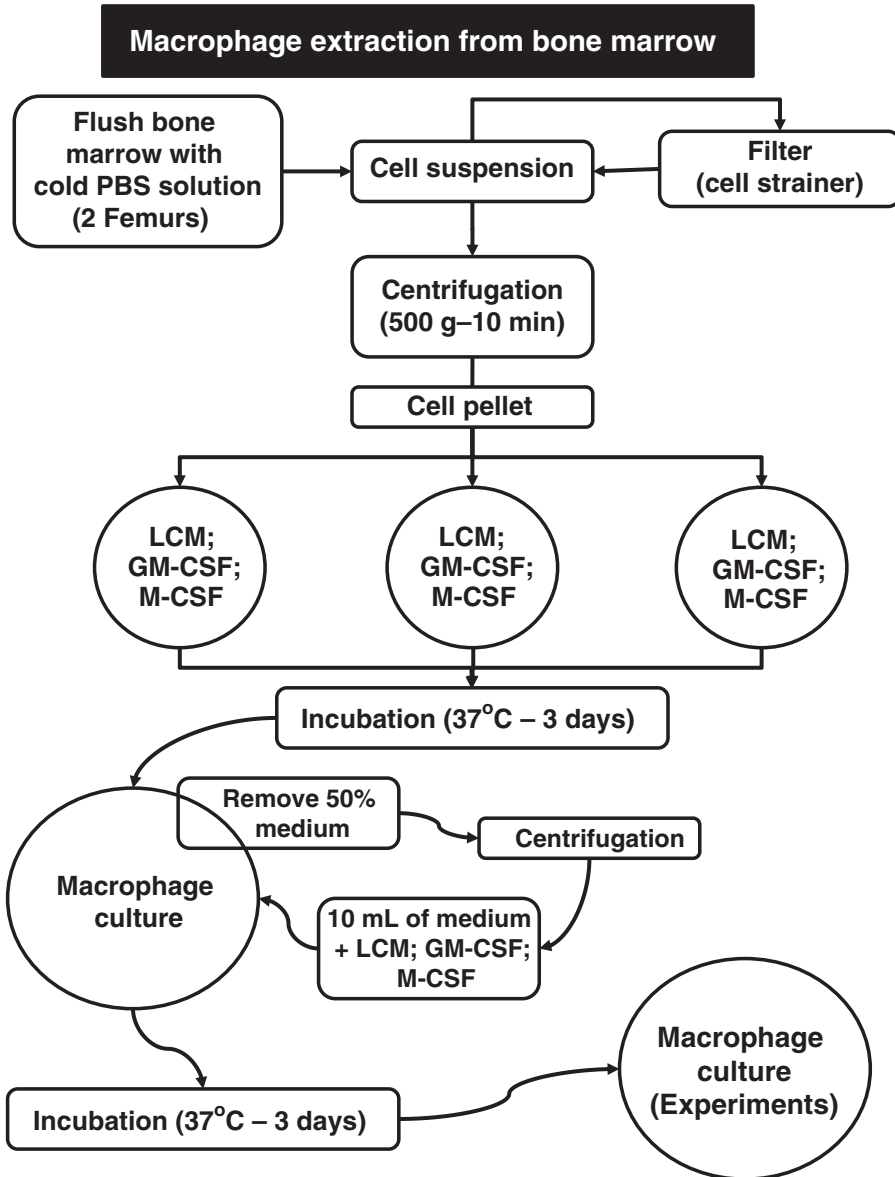 Macrophage extraction from bone marrow
Flush bone
marrow with
cold PBS solution
(2 Femurs)
Cell suspension
Filter
(cell strainer)
Centrifugation
(500 g–10 min)
Cell pellet
LCM;
GM-CSF;
M-CSF
LCM;
GM-CSF;
M-CSF
LCM;
GM-CSF;
M-CSF
Incubation (37°C – 3 days)
Remove 50%
medium
Centrifugation
Macrophage
culture
10 mL of medium
+ LCM; GM-CSF;
M-CSF
Incubation (37°C – 3 days)
Macrophage
culture
(Experiments)